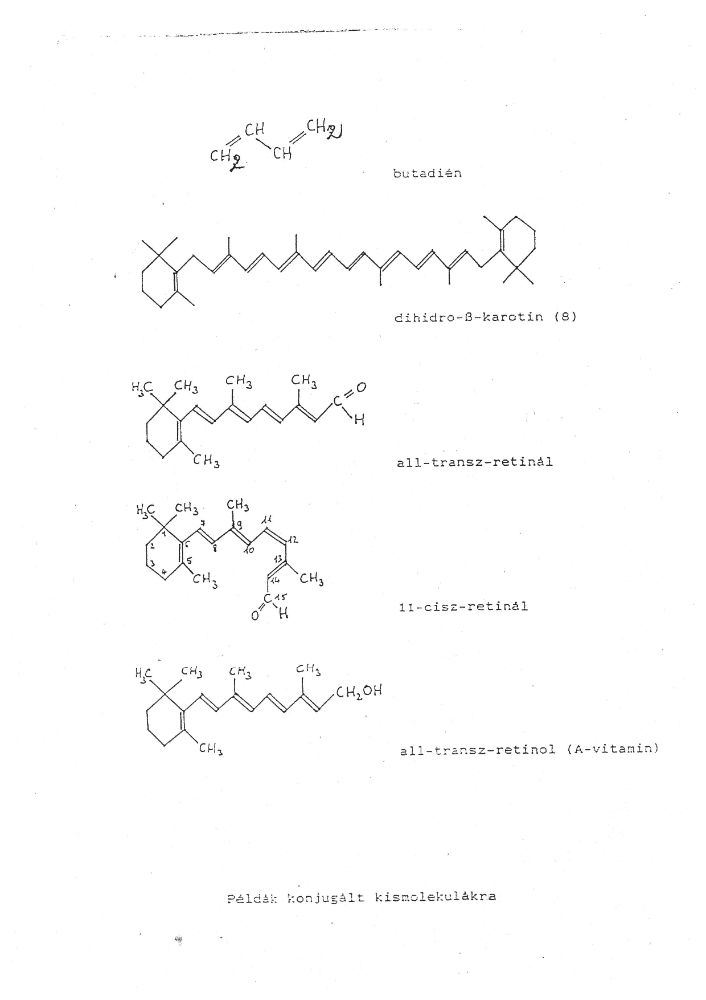 CH CH2
CH2 CH
butadién
dihidro-β-karotin (8)
CH3 CH3
H3C CH3 O
C
H
CH3
all-transz-retinál
CH3
H3C CH3
7 9 11
1
2 6 8 10 12
3 5 13
4
CH3 14 CH3
C 15
O H
11-cisz-retinál
H3C CH3 CH3 CH3
CH2OH
CH3
all-transz-retinol (A-vitamin)
Példák konjugált kismolekulákra